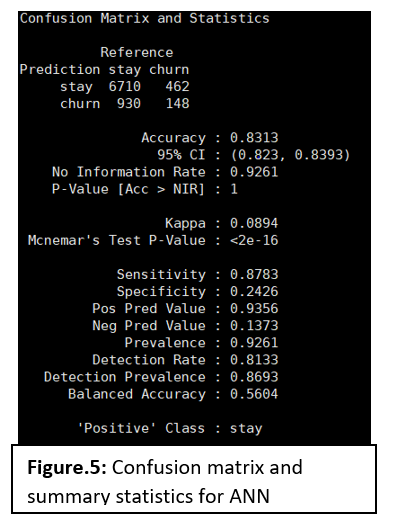 Confusion Matrix and Statistics
Reference
Prediction stay churn
stay 6710 462
churn 930 148
Accuracy : 0.8313
95% CI : (0.823, 0.8393)
No Information Rate : 0.9261
P-Value [Acc > NIR] : 1
Kappa : 0.0894
Mcnemar's Test P-Value : <2e-16
Sensitivity : 0.8783
Specificity : 0.2426
Pos Pred Value : 0.9356
Neg Pred Value : 0.1373
Prevalence : 0.9261
Detection Rate : 0.8133
Detection Prevalence : 0.8693
Balanced Accuracy : 0.5604
'Positive' Class : stay
Figure.5: Confusion matrix and
summary statistics for ANN